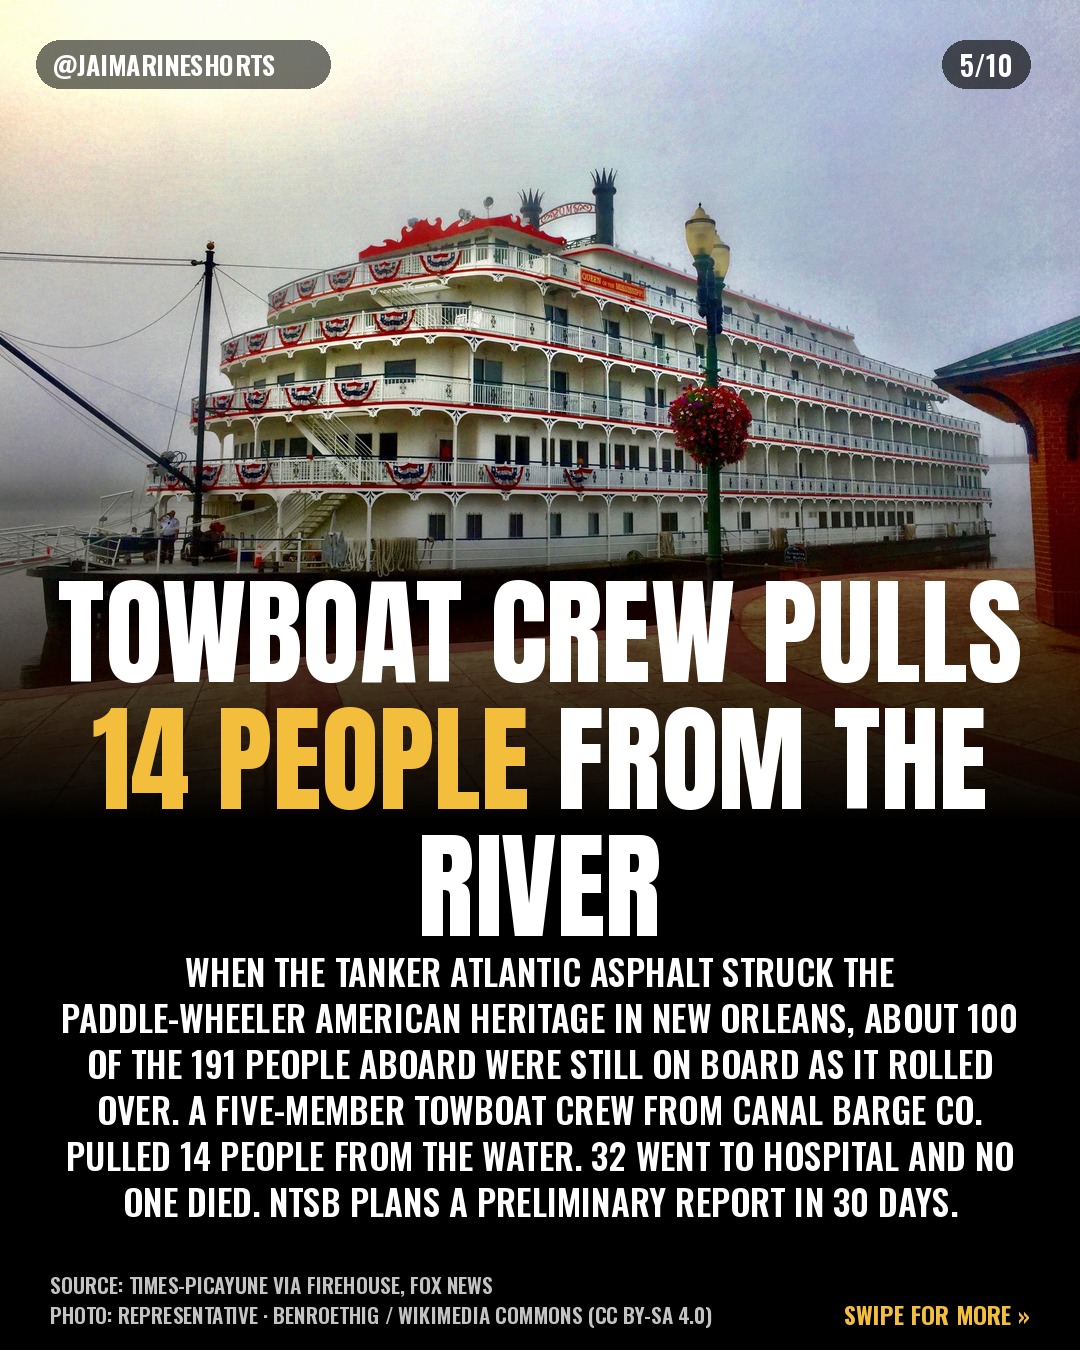 @JAIMARINESHORTS
5/10
QUEEN OF THE MISSISSIPPI
TOWBOAT CREW PULLS
14 PEOPLE FROM THE
RIVER
WHEN THE TANKER ATLANTIC ASPHALT STRUCK THE
PADDLE-WHEELER AMERICAN HERITAGE IN NEW ORLEANS, ABOUT 100
OF THE 191 PEOPLE ABOARD WERE STILL ON BOARD AS IT ROLLED
OVER. A FIVE-MEMBER TOWBOAT CREW FROM CANAL BARGE CO.
PULLED 14 PEOPLE FROM THE WATER. 32 WENT TO HOSPITAL AND NO
ONE DIED. NTSB PLANS A PRELIMINARY REPORT IN 30 DAYS.
SOURCE: TIMES-PICAYUNE VIA FIREHOUSE, FOX NEWS
PHOTO: REPRESENTATIVE · BENROETHIG / WIKIMEDIA COMMONS (CC BY-SA 4.0)
SWIPE FOR MORE »